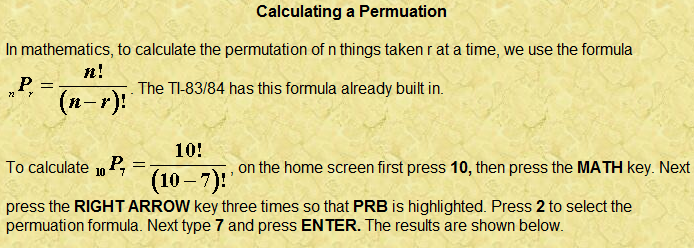 Calculating a Permuation
In mathematics, to calculate the permutation of n things taken r at a time, we use the formula
nPr = n!/(n−r)! . The TI-83/84 has this formula already built in.
To calculate 10P7 = 10!/(10−7)! , on the home screen first press 10, then press the MATH key. Next
press the RIGHT ARROW key three times so that PRB is highlighted. Press 2 to select the
permuation formula. Next type 7 and press ENTER. The results are shown below.